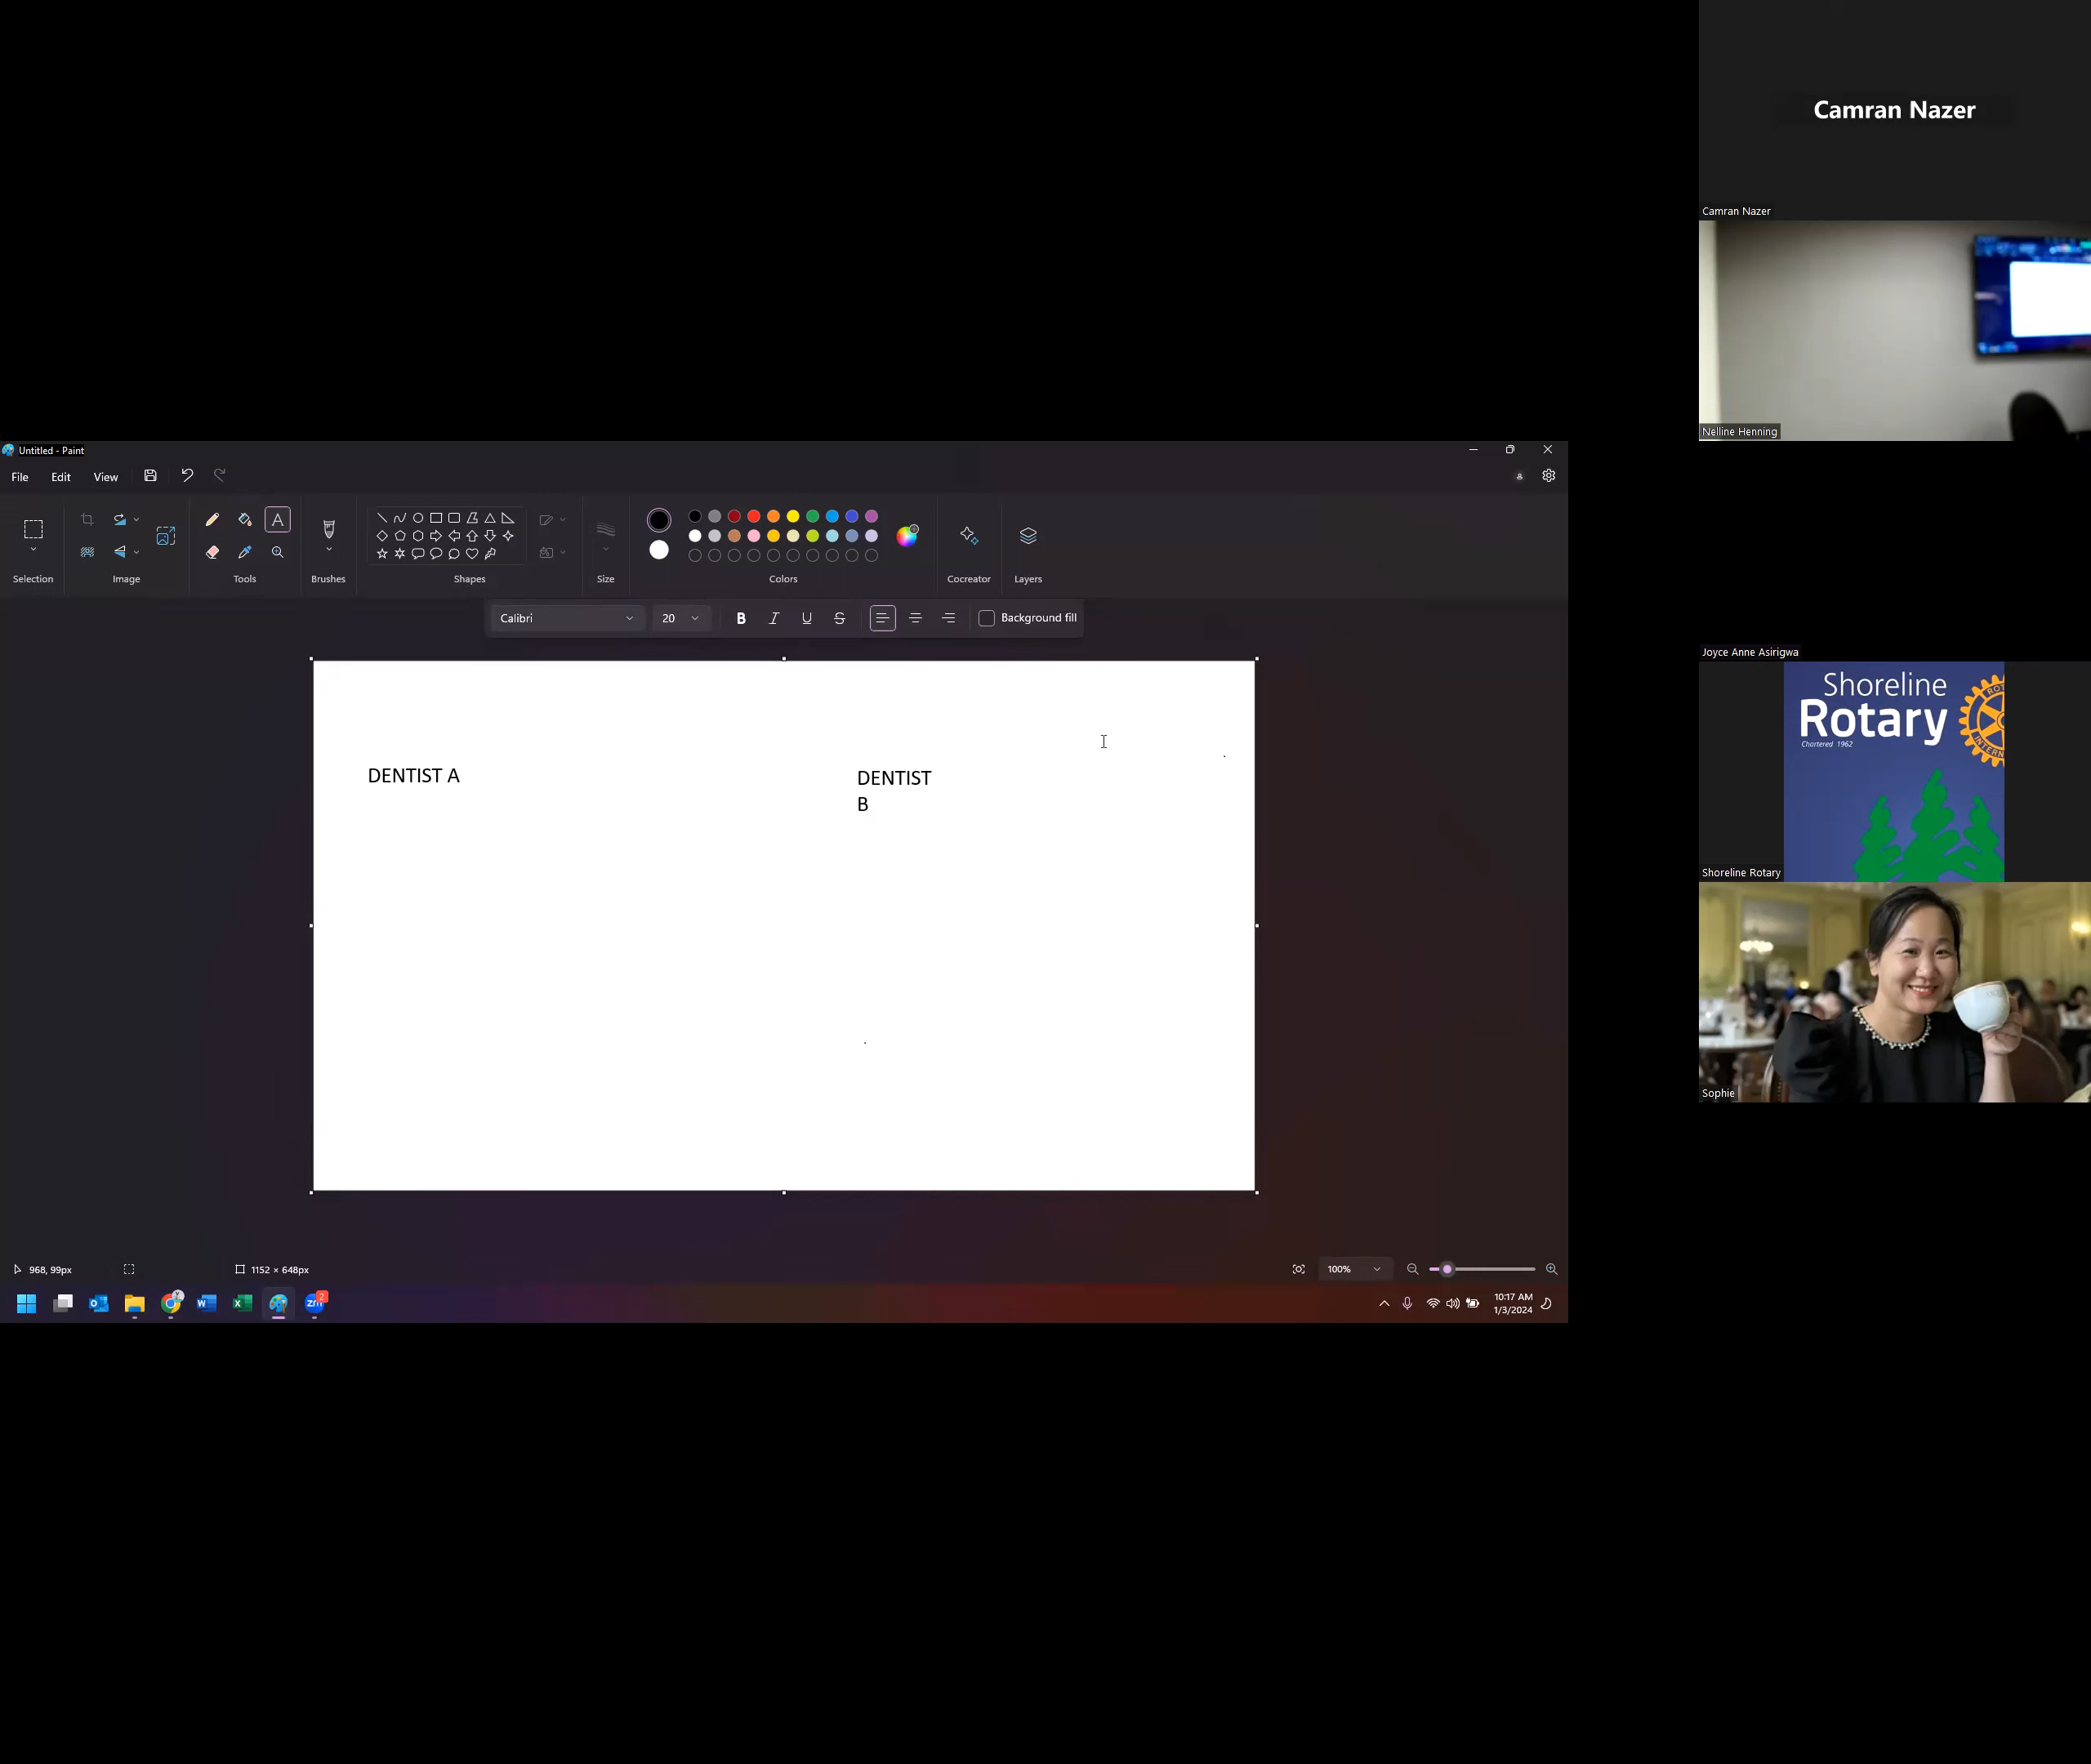 Camran Nazer
Camran Nazer
Nelline Henning
Untitled - Paint
File Edit View
Selection Image Tools Brushes Shapes Size Colors Cocreator Layers
A
Calibri 20 B I U S Background fill
DENTIST A
DENTIST
B
Joyce Anne Asirigwa
Shoreline
Rotary
Chartered 1962
Shoreline Rotary
Sophie
968, 99px 1152 × 648px 100%
zm 2
10:17 AM
1/3/2024